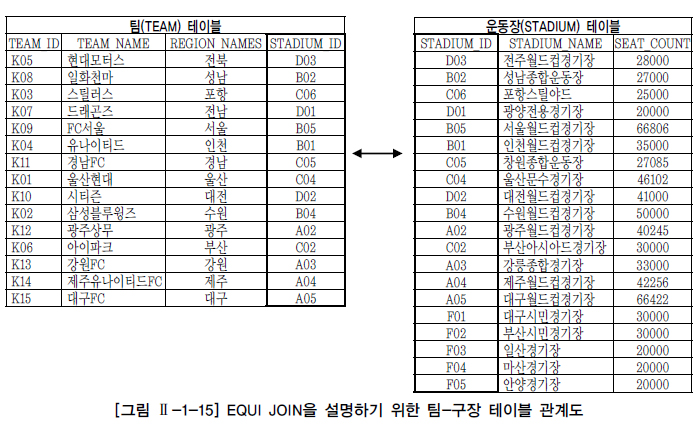 팀(TEAM) 테이블
TEAM_ID TEAM_NAME REGION_NAMES STADIUM_ID
K05 현대모터스 전북 D03
K08 일화천마 성남 B02
K03 스틸러스 포항 C06
K07 드래곤즈 전남 D01
K09 FC서울 서울 B05
K04 유나이티드 인천 B01
K11 경남FC 경남 C05
K01 울산현대 울산 C04
K10 시티즌 대전 D02
K02 삼성블루윙즈 수원 B04
K12 광주상무 광주 A02
K06 아이파크 부산 C02
K13 강원FC 강원 A03
K14 제주유나이티드FC 제주 A04
K15 대구FC 대구 A05
운동장(STADIUM) 테이블
STADIUM_ID STADIUM_NAME SEAT_COUNT
D03 전주월드컵경기장 28000
B02 성남종합운동장 27000
C06 포항스틸야드 25000
D01 광양전용경기장 20000
B05 서울월드컵경기장 66806
B01 인천월드컵경기장 35000
C05 창원종합운동장 27085
C04 울산문수경기장 46102
D02 대전월드컵경기장 41000
B04 수원월드컵경기장 50000
A02 광주월드컵경기장 40245
C02 부산아시아드경기장 30000
A03 강릉종합경기장 33000
A04 제주월드컵경기장 42256
A05 대구월드컵경기장 66422
F01 대구시민경기장 30000
F02 부산시민경기장 30000
F03 일산경기장 20000
F04 마산경기장 20000
F05 안양경기장 20000
[그림 Ⅱ-1-15] EQUI JOIN을 설명하기 위한 팀-구장 테이블 관계도